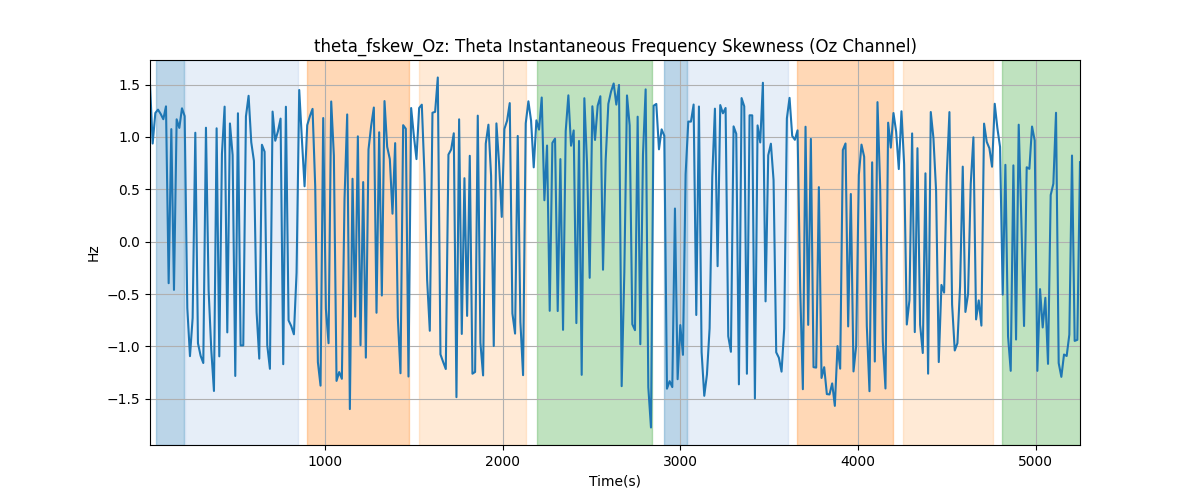 theta_fskew_Oz: Theta Instantaneous Frequency Skewness (Oz Channel)
1.5
1.0
0.5
0.0
−0.5
−1.0
−1.5
Hz
1000 2000 3000 4000 5000
Time(s)